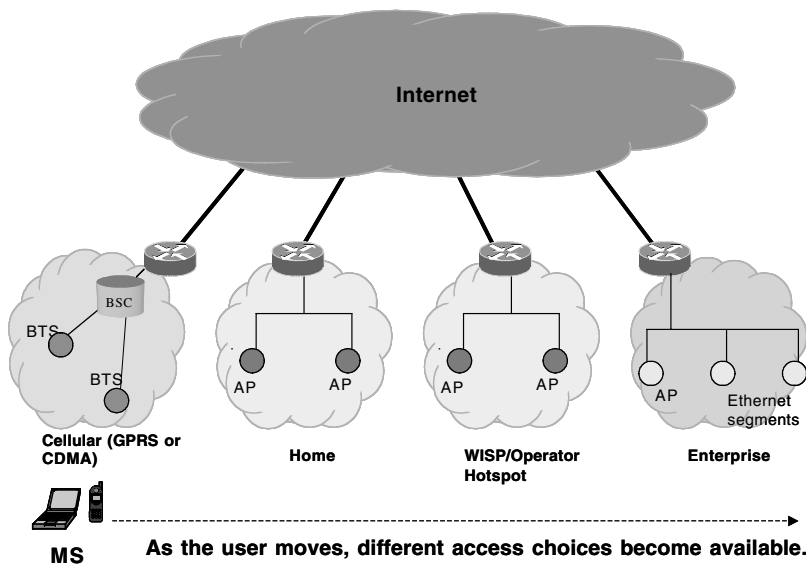 Internet
BSC
BTS
BTS
AP
AP
AP
AP
AP
Ethernet
segments
Cellular (GPRS or
CDMA)
Home
WISP/Operator
Hotspot
Enterprise
MS
As the user moves, different access choices become available.